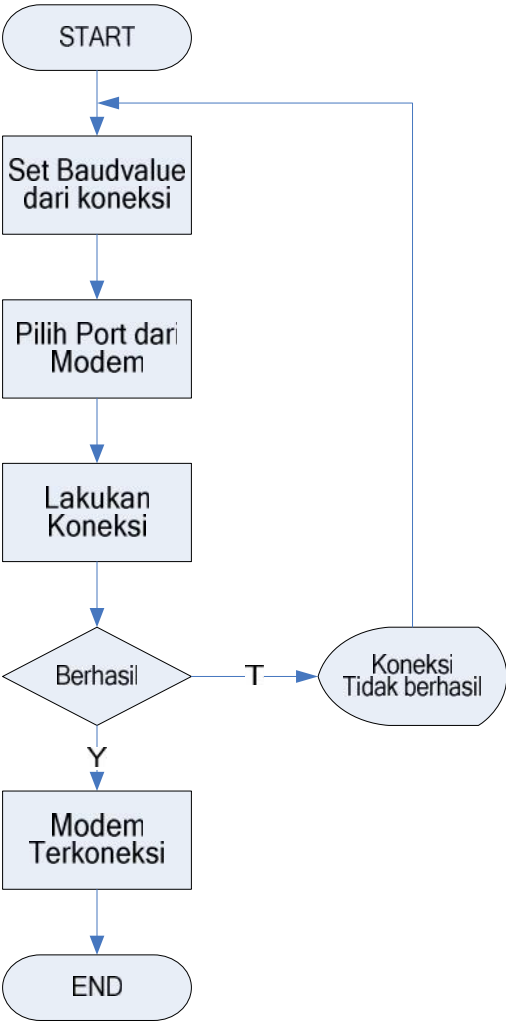 START
Set Baudvalue
dari koneksi
Pilih Port dari
Modem
Lakukan
Koneksi
Berhasil
T
Koneksi
Tidak berhasil
Y
Modem
Terkoneksi
END